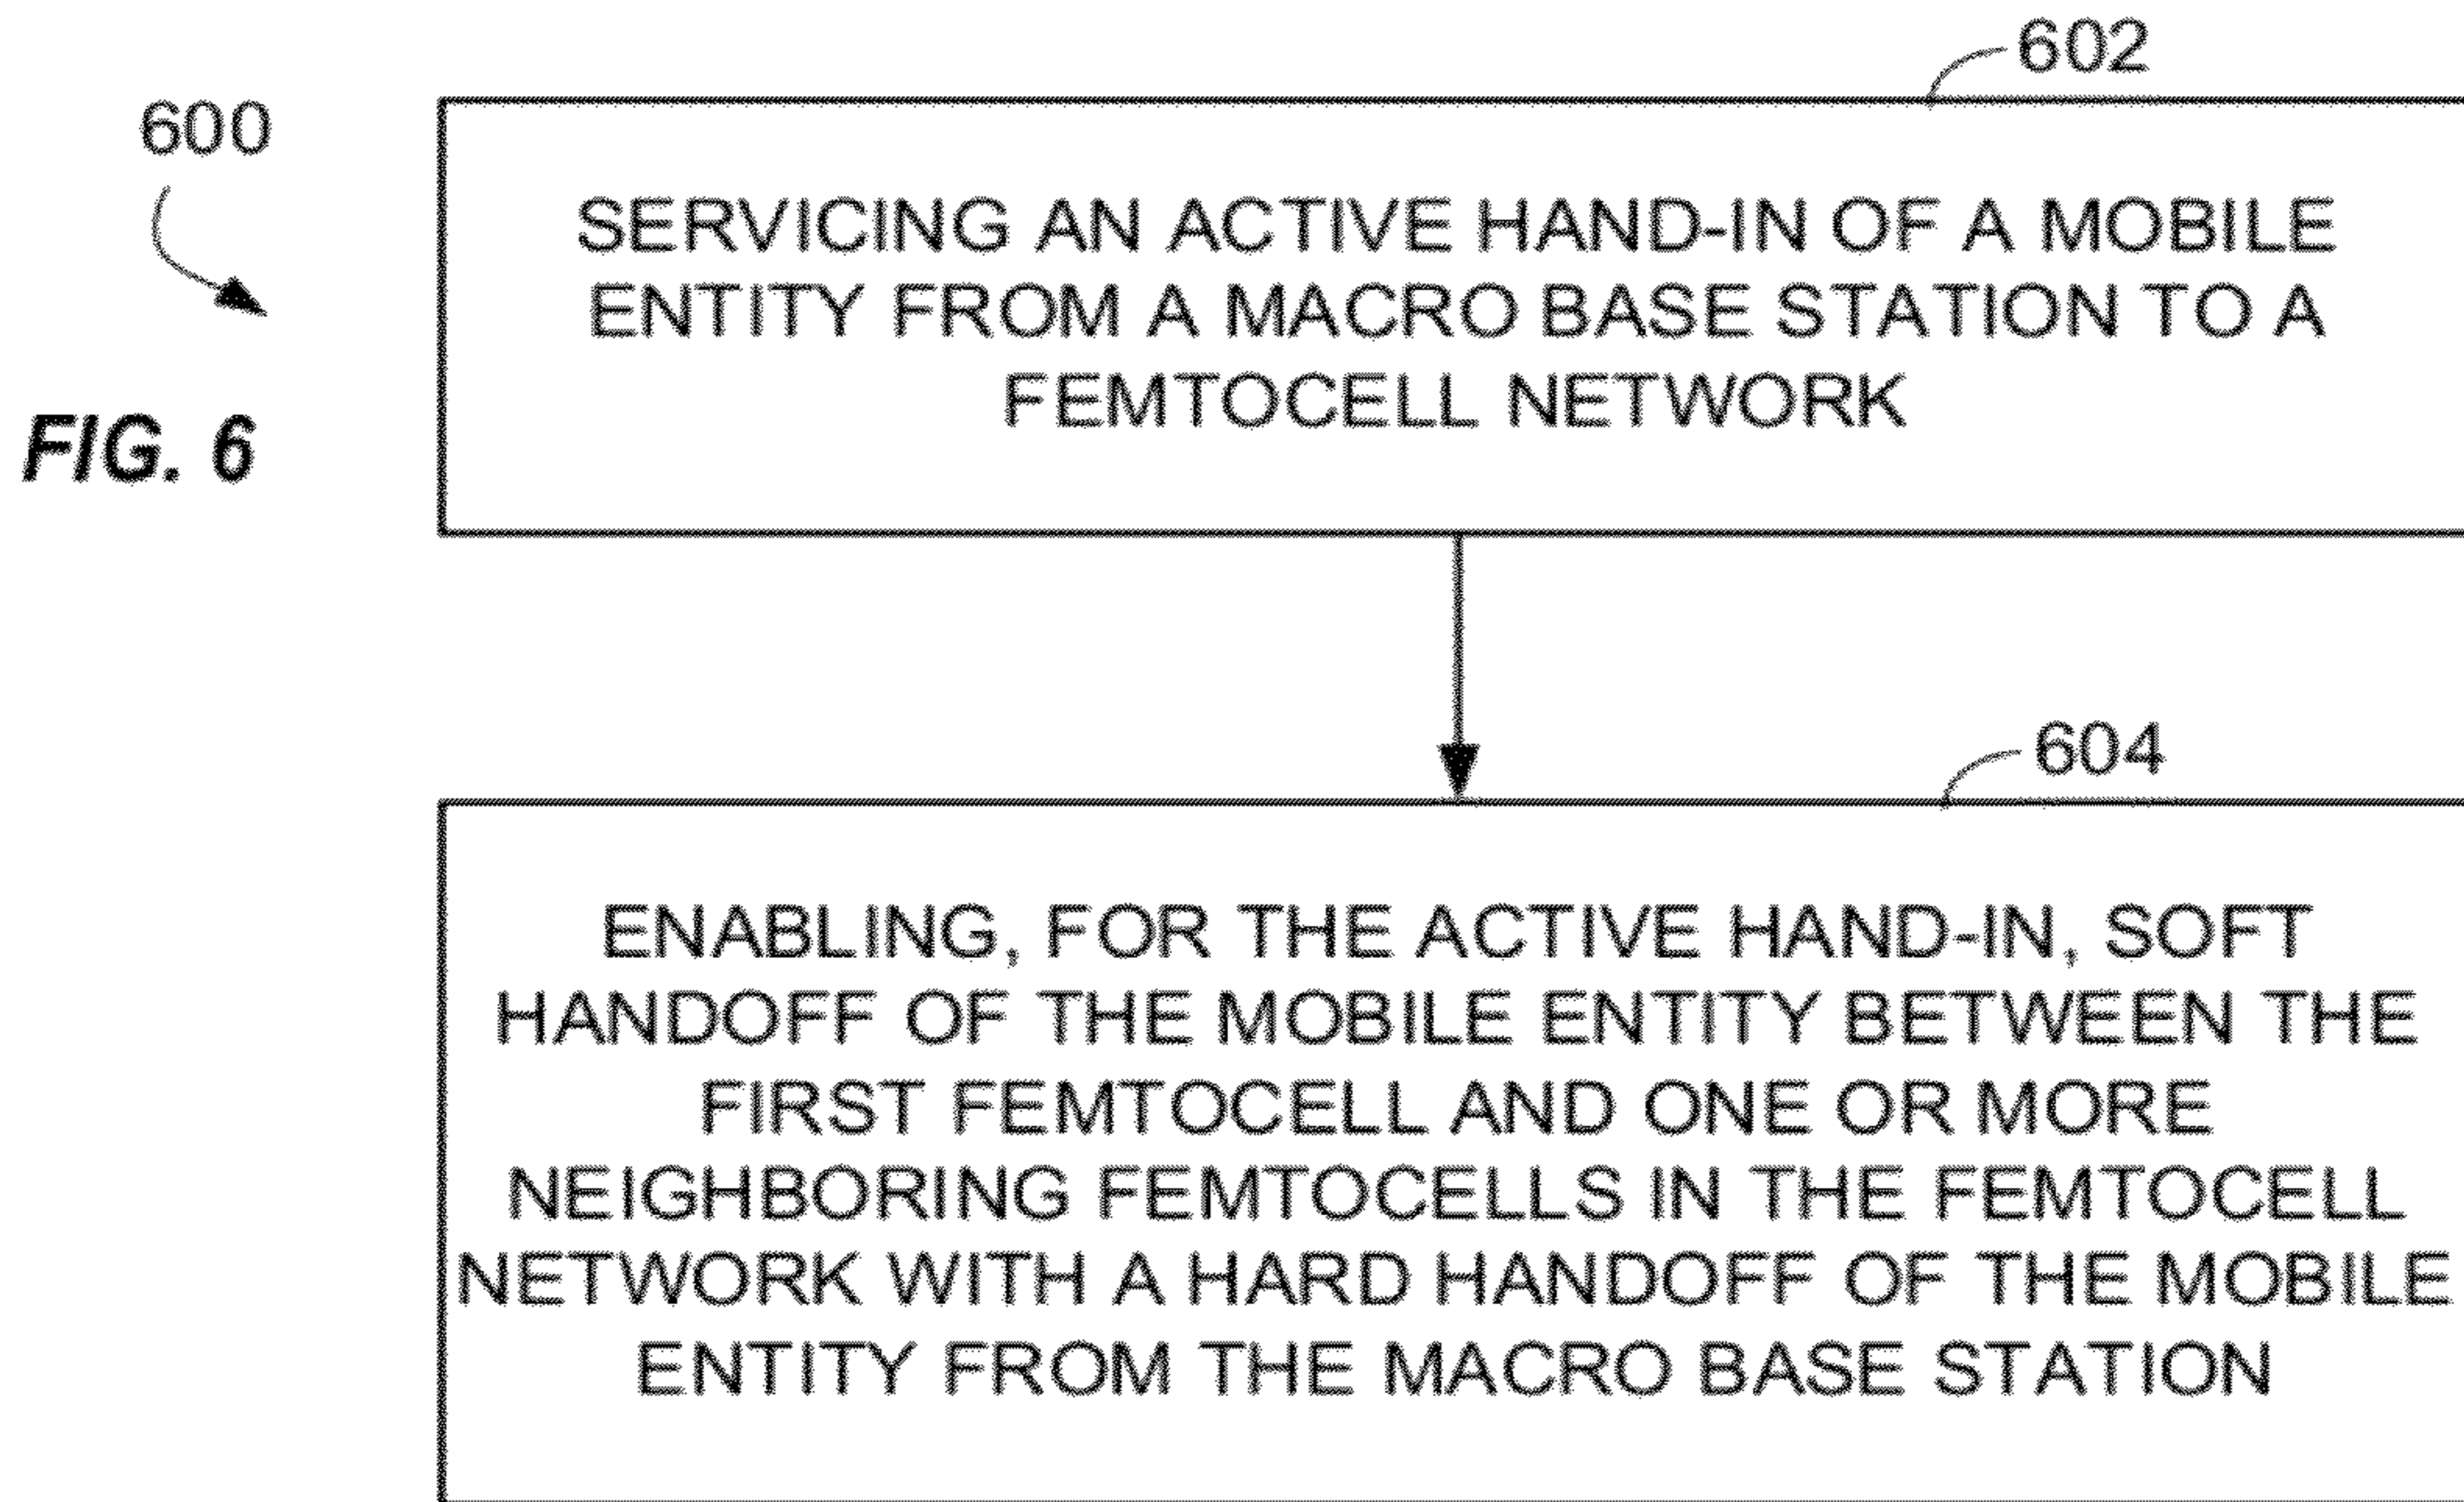 602
600
SERVICING AN ACTIVE HAND-IN OF A MOBILE
ENTITY FROM A MACRO BASE STATION TO A
FEMTOCELL NETWORK
FIG. 6
604
ENABLING, FOR THE ACTIVE HAND-IN, SOFT
HANDOFF OF THE MOBILE ENTITY BETWEEN THE
FIRST FEMTOCELL AND ONE OR MORE
NEIGHBORING FEMTOCELLS IN THE FEMTOCELL
NETWORK WITH A HARD HANDOFF OF THE MOBILE
ENTITY FROM THE MACRO BASE STATION